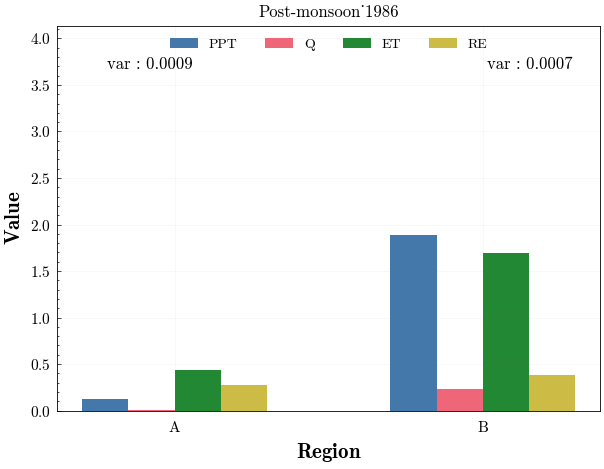 Post-monsoon˙1986
PPT Q ET RE
var : 0.0009 var : 0.0007
4.0
3.5
3.0
2.5
2.0
1.5
1.0
0.5
0.0
Value
A B
Region